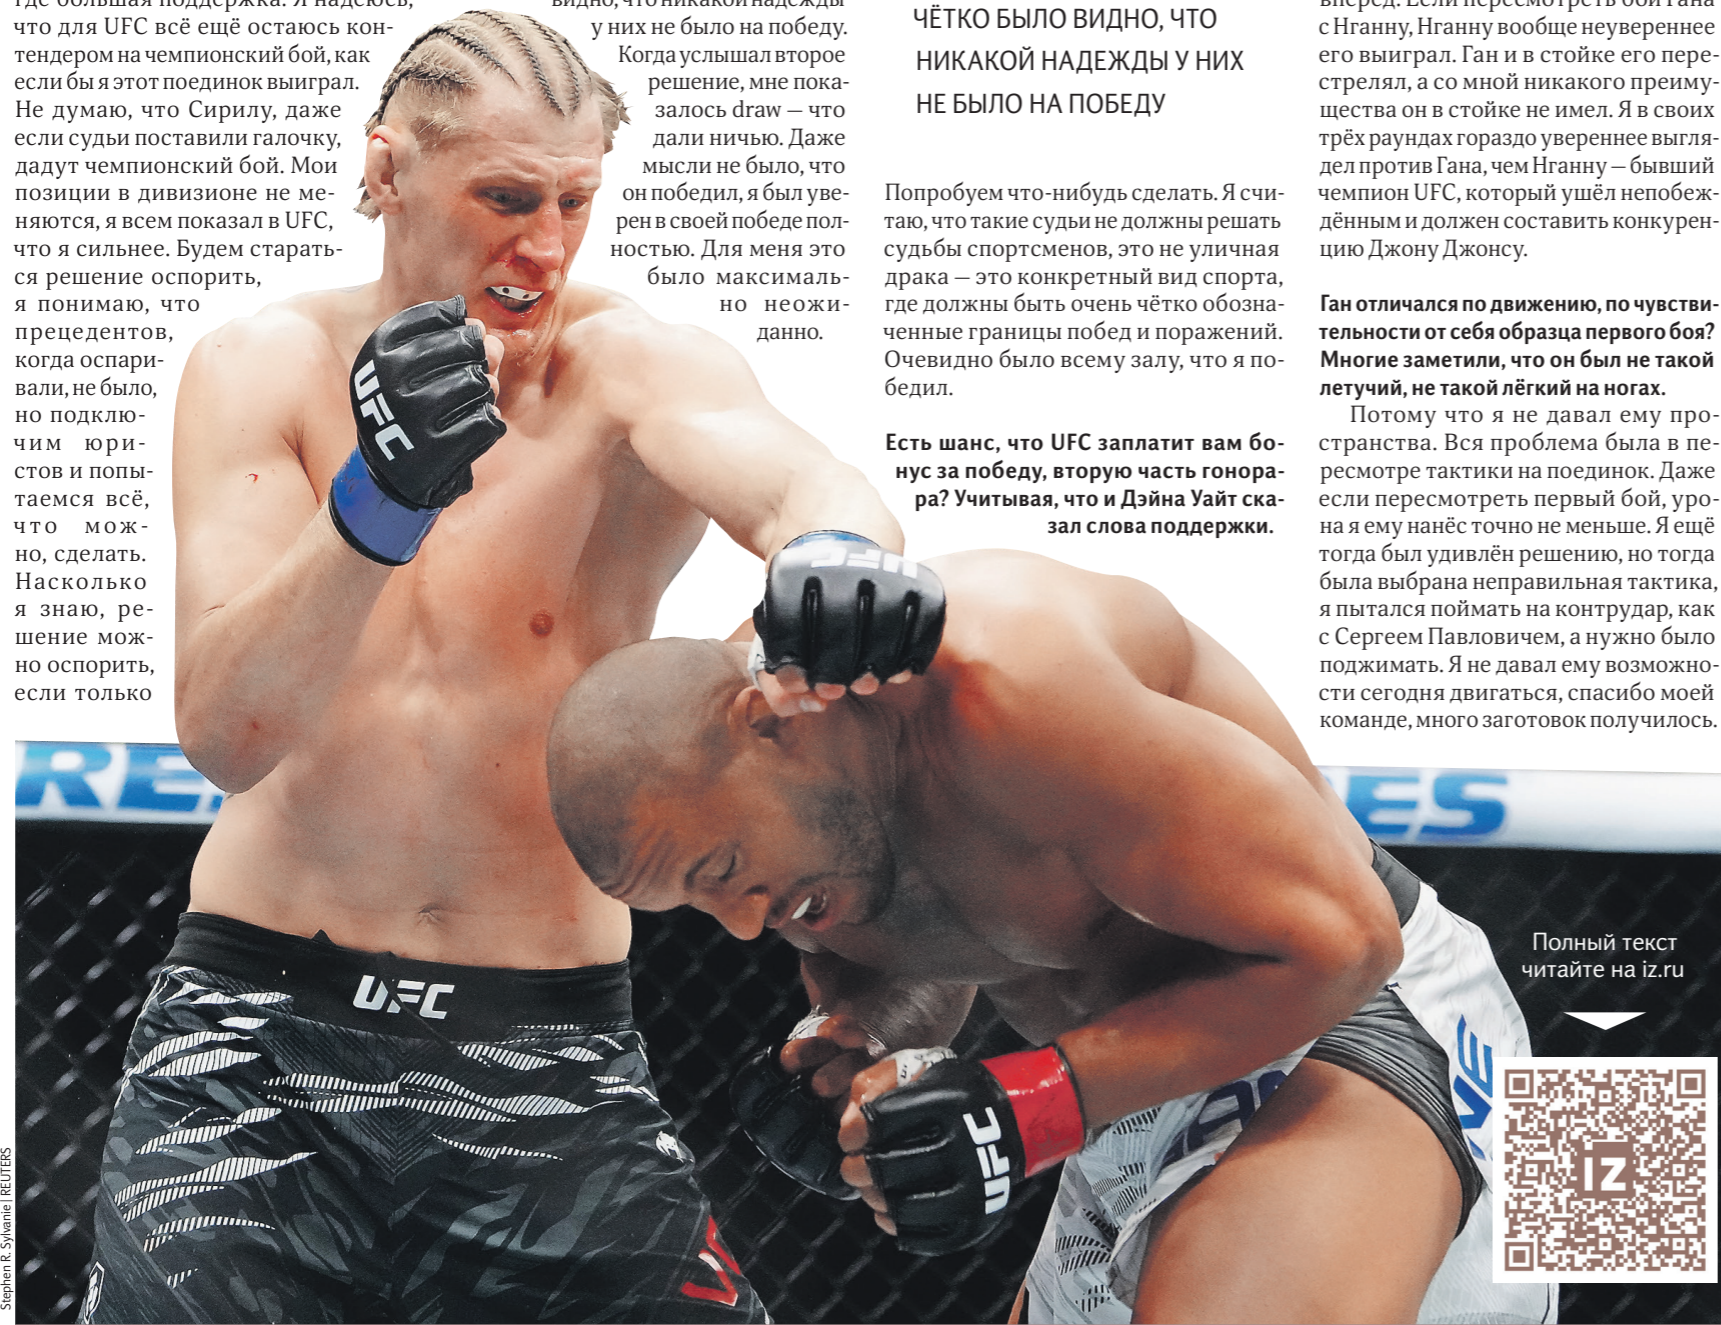 где большая поддержка. Я надеюсь,
что для UFC всё ещё остаюсь кон-
тендером на чемпионский бой, как
если бы я этот поединок выиграл.
Не думаю, что Сирилу, даже
если судьи поставили галочку,
дадут чемпионский бой. Мои
позиции в дивизионе не ме-
няются, я всем показал в UFC,
что я сильнее. Будем старать-
ся решение оспорить,
я понимаю, что
прецедентов,
когда оспари-
вали, не было,
но подклю-
чим юри-
стов и попы-
таемся всё,
что мож-
но, сделать.
Насколько
я знаю, ре-
шение мож-
но оспорить,
если только
видно, что никакой надежды
у них не было на победу.
Когда услышал второе
решение, мне пока-
залось draw — что
дали ничью. Даже
мысли не было, что
он победил, я был уве-
рен в своей победе пол-
ностью. Для меня это
было максималь-
но неожи-
данно.
ЧЁТКО БЫЛО ВИДНО, ЧТО
НИКАКОЙ НАДЕЖДЫ У НИХ
НЕ БЫЛО НА ПОБЕДУ
Попробуем что-нибудь сделать. Я счи-
таю, что такие судьи не должны решать
судьбы спортсменов, это не уличная
драка — это конкретный вид спорта,
где должны быть очень чётко обозна-
ченные границы побед и поражений.
Очевидно было всему залу, что я по-
бедил.
Есть шанс, что UFC заплатит вам бо-
нус за победу, вторую часть гонора-
ра? Учитывая, что и Дэйна Уайт ска-
зал слова поддержки.
вперёд. Если пересмотреть бой Гана
с Нганну, Нганну вообще неувереннее
его выиграл. Ган и в стойке его пере-
стрелял, а со мной никакого преиму-
щества он в стойке не имел. Я в своих
трёх раундах гораздо увереннее выгля-
дел против Гана, чем Нганну — бывший
чемпион UFC, который ушёл непобеж-
дённым и должен составить конкурен-
цию Джону Джонсу.
Ган отличался по движению, по чувстви-
тельности от себя образца первого боя?
Многие заметили, что он был не такой
летучий, не такой лёгкий на ногах.
Потому что я не давал ему про-
странства. Вся проблема была в пе-
ресмотре тактики на поединок. Даже
если пересмотреть первый бой, уро-
на я ему нанёс точно не меньше. Я ещё
тогда был удивлён решению, но тогда
была выбрана неправильная тактика,
я пытался поймать на контрудар, как
с Сергеем Павловичем, а нужно было
поджимать. Я не давал ему возможно-
сти сегодня двигаться, спасибо моей
команде, много заготовок получилось.
UFC
UFC
UFC
UFC
Полный текст
читайте на iz.ru
iz
Stephen R. Sylvanie | REUTERS